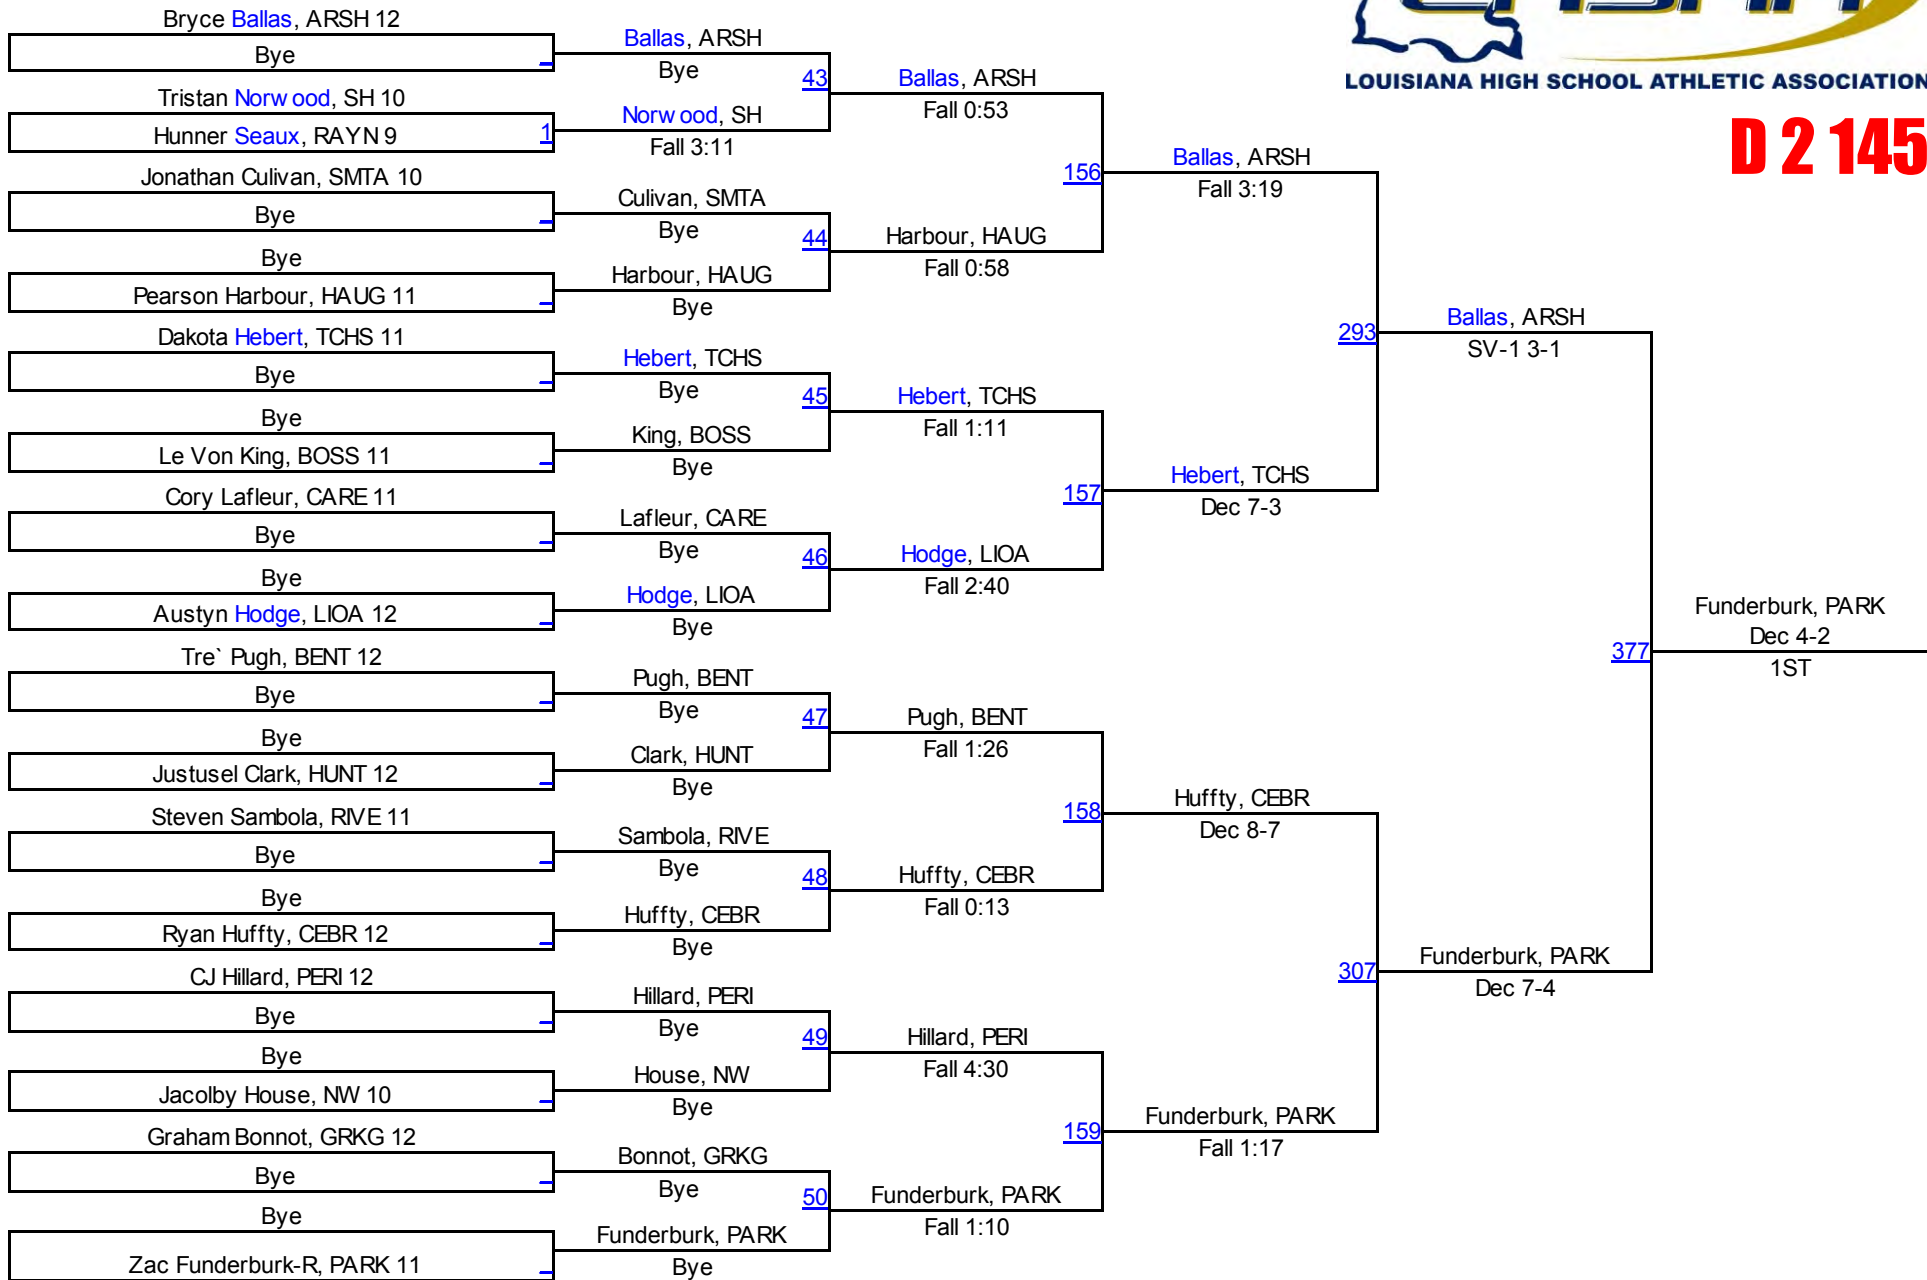 LOUISIANA HIGH SCHOOL ATHLETIC ASSOCIATION
D 2 145
Bryce Ballas, ARSH 12
Bye
Tristan Norwood, SH 10
Hunner Seaux, RAYN 9
1
Jonathan Culivan, SMTA 10
Bye
Bye
Pearson Harbour, HAUG 11
Dakota Hebert, TCHS 11
Bye
Bye
Le Von King, BOSS 11
Cory Lafleur, CARE 11
Bye
Bye
Austyn Hodge, LIOA 12
Tre` Pugh, BENT 12
Bye
Bye
Justusel Clark, HUNT 12
Steven Sambola, RIVE 11
Bye
Bye
Ryan Huffty, CEBR 12
CJ Hillard, PERI 12
Bye
Bye
Jacolby House, NW 10
Graham Bonnot, GRKG 12
Bye
Bye
Zac Funderburk-R, PARK 11
Ballas, ARSH
Bye
43
Norwood, SH
Fall 3:11
Culivan, SMTA
Bye
44
Harbour, HAUG
Bye
Hebert, TCHS
Bye
45
King, BOSS
Bye
Lafleur, CARE
Bye
46
Hodge, LIOA
Bye
Pugh, BENT
Bye
47
Clark, HUNT
Bye
Sambola, RIVE
Bye
48
Huffty, CEBR
Bye
Hillard, PERI
Bye
49
House, NW
Bye
Bonnot, GRKG
Bye
50
Funderburk, PARK
Bye
Ballas, ARSH
Fall 0:53
156
Harbour, HAUG
Fall 0:58
Hebert, TCHS
Fall 1:11
157
Hodge, LIOA
Fall 2:40
Pugh, BENT
Fall 1:26
158
Huffty, CEBR
Fall 0:13
Hillard, PERI
Fall 4:30
159
Funderburk, PARK
Fall 1:10
Ballas, ARSH
Fall 3:19
293
Hebert, TCHS
Dec 7-3
Huffty, CEBR
Dec 8-7
307
Funderburk, PARK
Fall 1:17
Ballas, ARSH
SV-1 3-1
377
Funderburk, PARK
Dec 7-4
Funderburk, PARK
Dec 4-2
1ST